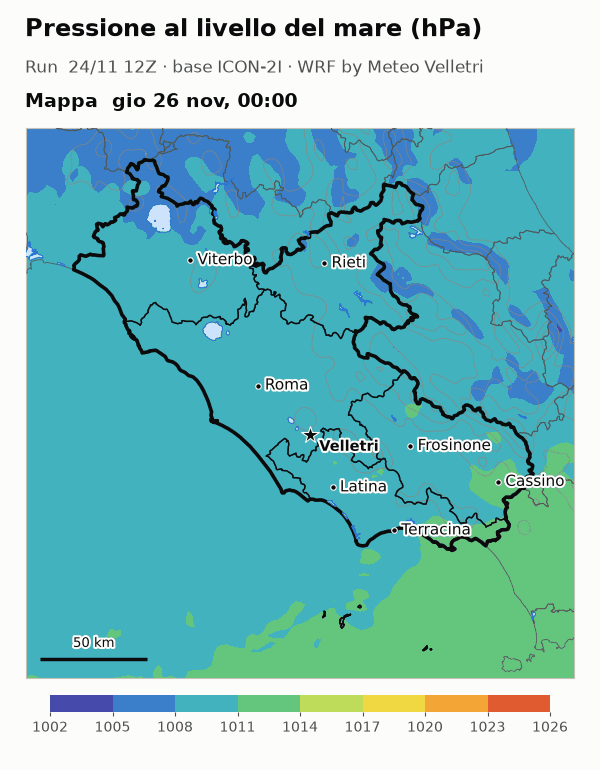 Pressione al livello del mare (hPa)
Run  24/11 12Z · base ICON-2I · WRF by Meteo Velletri
Mappa  gio 26 nov, 00:00
Viterbo
Rieti
Roma
Velletri
Frosinone
Cassino
Latina
Terracina
50 km
1002 1005 1008 1011 1014 1017 1020 1023 1026